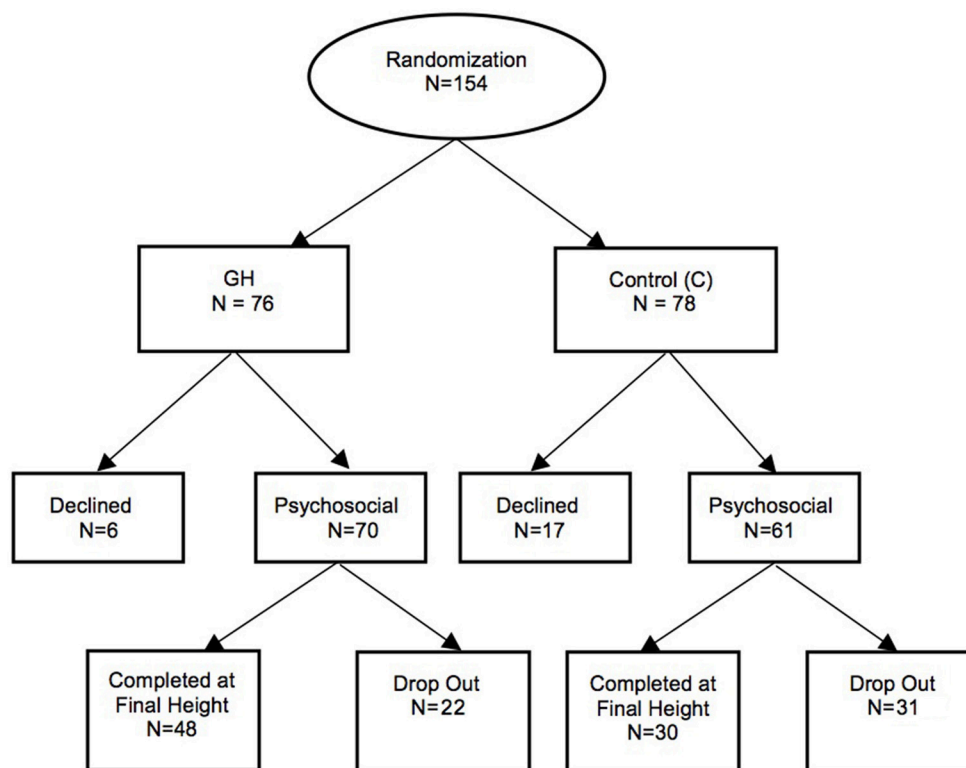 Randomization
N=154
GH
N = 76
Control (C)
N = 78
Declined
N=6
Psychosocial
N=70
Declined
N=17
Psychosocial
N=61
Completed at
Final Height
N=48
Drop Out
N=22
Completed at
Final Height
N=30
Drop Out
N=31